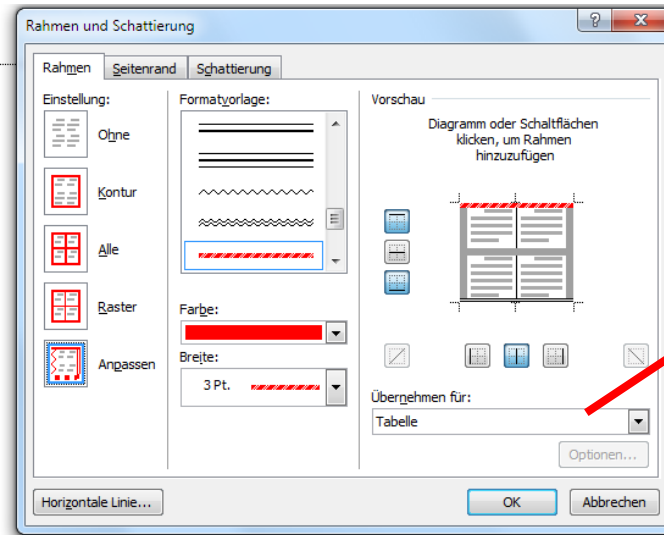 Rahmen und Schattierung
Rahmen Seitenrand Schattierung
Einstellung:
Ohne
Kontur
Alle
Raster
Anpassen
Formatvorlage:
Farbe:
Breite:
3 Pt.
Vorschau
Diagramm oder Schaltflächen
klicken, um Rahmen
hinzuzufügen
Übernehmen für:
Tabelle
Optionen...
Horizontale Linie...
OK
Abbrechen